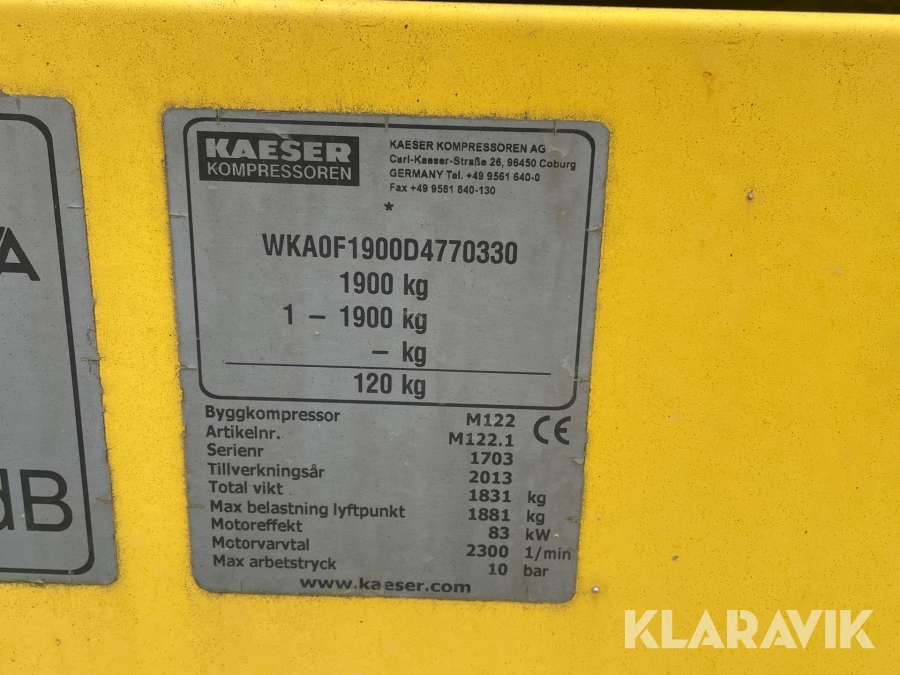 KAESER
KOMPRESSOREN
KAESER KOMPRESSOREN AG
Carl-Kaeser-Straße 26, 96450 Coburg
GERMANY Tel. +49 9561 640-0
Fax +49 9561 640-130
*
WKA0F1900D4770330
1900 kg
1 – 1900 kg
– kg
120 kg
Byggkompressor M122 CE
Artikelnr. M122.1
Serienr 1703
Tillverkningsår 2013
Total vikt 1831 kg
Max belastning lyftpunkt 1881 kg
Motoreffekt 83 kW
Motorvarvtal 2300 1/min
Max arbetstryck 10 bar
www.kaeser.com
A
dB
KLARAVIK